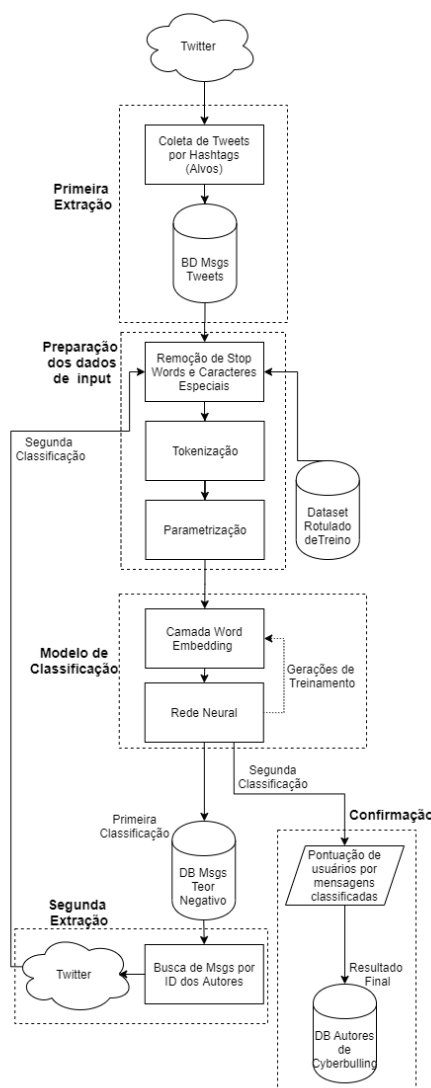 Twitter
Coleta de Tweets
por Hashtags
(Alvos)
Primeira
Extração
BD Msgs
Tweets
Preparação
dos dados
de input
Remoção de Stop
Words e Caracteres
Especiais
Segunda
Classificação
Tokenização
Dataset
Rotulado
deTreino
Parametrização
Camada Word
Embedding
Modelo de
Classificação
Gerações de
Treinamento
Rede Neural
Segunda
Classificação
Confirmação
Primeira
Classificação
Pontuação de
usuários por
mensagens
classificadas
DB Msgs
Teor
Negativo
Segunda
Extração
Twitter
Busca de Msgs por
ID dos Autores
Resultado
Final
DB Autores
de
Cyberbulling